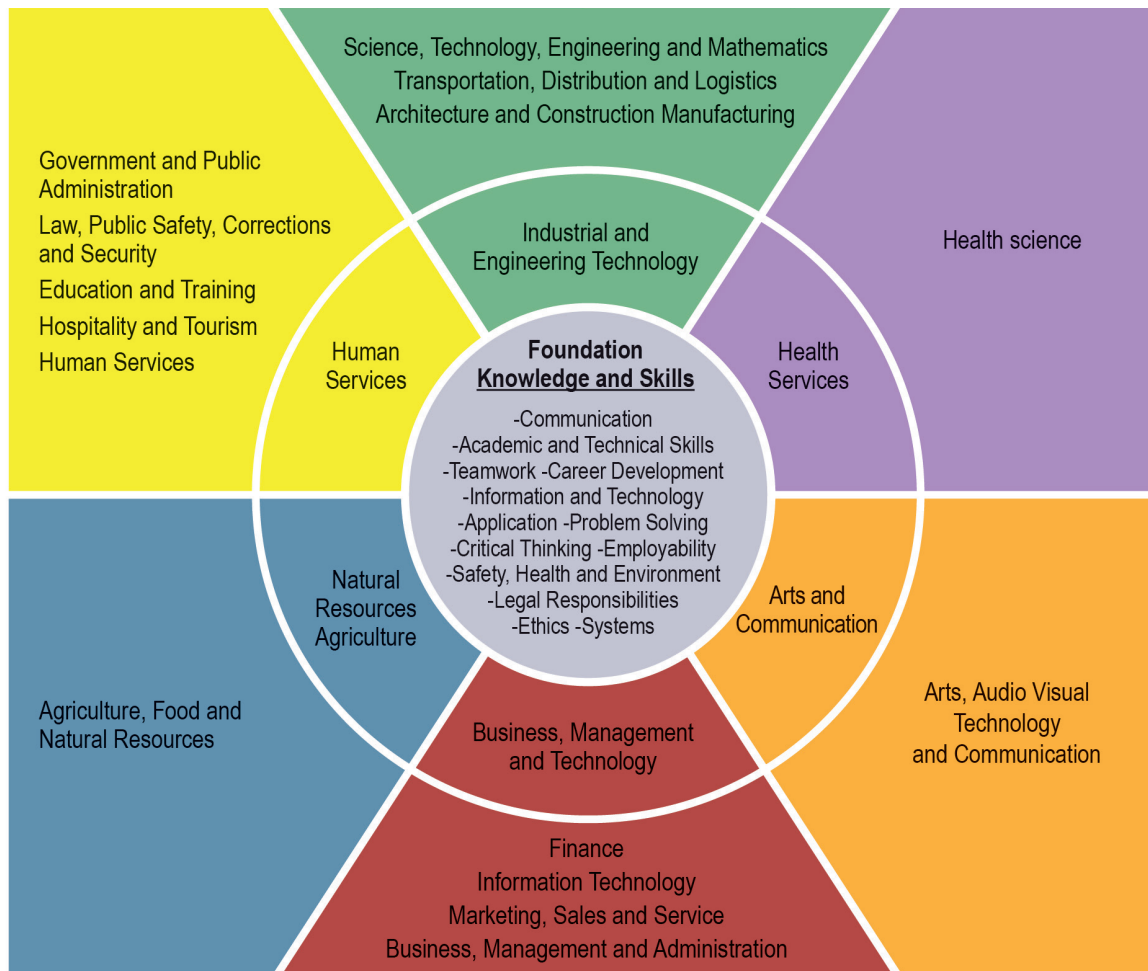 Science, Technology, Engineering and Mathematics
Transportation, Distribution and Logistics
Architecture and Construction Manufacturing
Industrial and
Engineering Technology
Government and Public
Administration
Law, Public Safety, Corrections
and Security
Education and Training
Hospitality and Tourism
Human Services
Human
Services
Health science
Health
Services
Foundation
Knowledge and Skills
-Communication
-Academic and Technical Skills
-Teamwork -Career Development
-Information and Technology
-Application -Problem Solving
-Critical Thinking -Employability
-Safety, Health and Environment
-Legal Responsibilities
-Ethics -Systems
Natural
Resources
Agriculture
Agriculture, Food and
Natural Resources
Arts and
Communication
Arts, Audio Visual
Technology
and Communication
Business, Management
and Technology
Finance
Information Technology
Marketing, Sales and Service
Business, Management and Administration